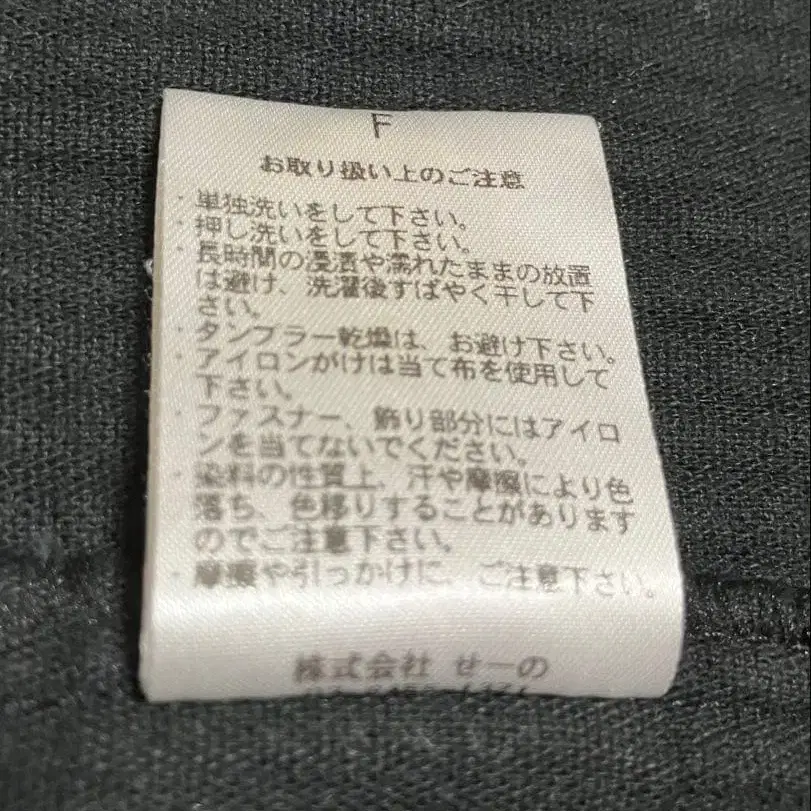 F
お取り扱い上のご注意
・単独洗いをして下さい。
・押し洗いをして下さい。
・長時間の浸漬や濡れたままの放置
は避け、洗濯後すばやく干して下
さい。
・タンブラー乾燥は、お避け下さい。
・アイロンがけは当て布を使用して
下さい。
・ファスナー、飾り部分にはアイロ
ンを当てないでください。
・染料の性質上、汗や摩擦により色
落ち、色移りすることがあります
のでご注意下さい。
・摩擦や引っかけに、ご注意下さい。
株式会社 せーの